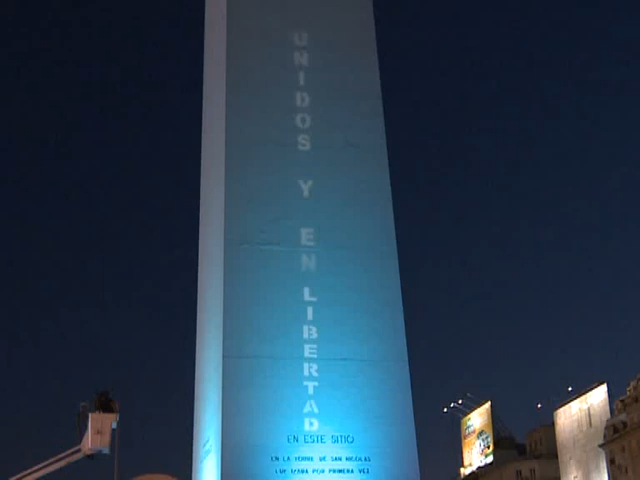 UNIDOS Y EN LIBERTAD
EN ESTE SITIO
EN LA TORRE DE SAN NICOLAS
FUE IZADA POR PRIMERA VEZ